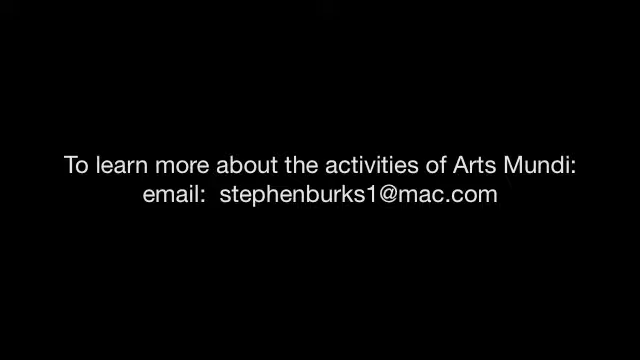 To learn more about the activities of Arts Mundi:
email:  stephenburks1@mac.com